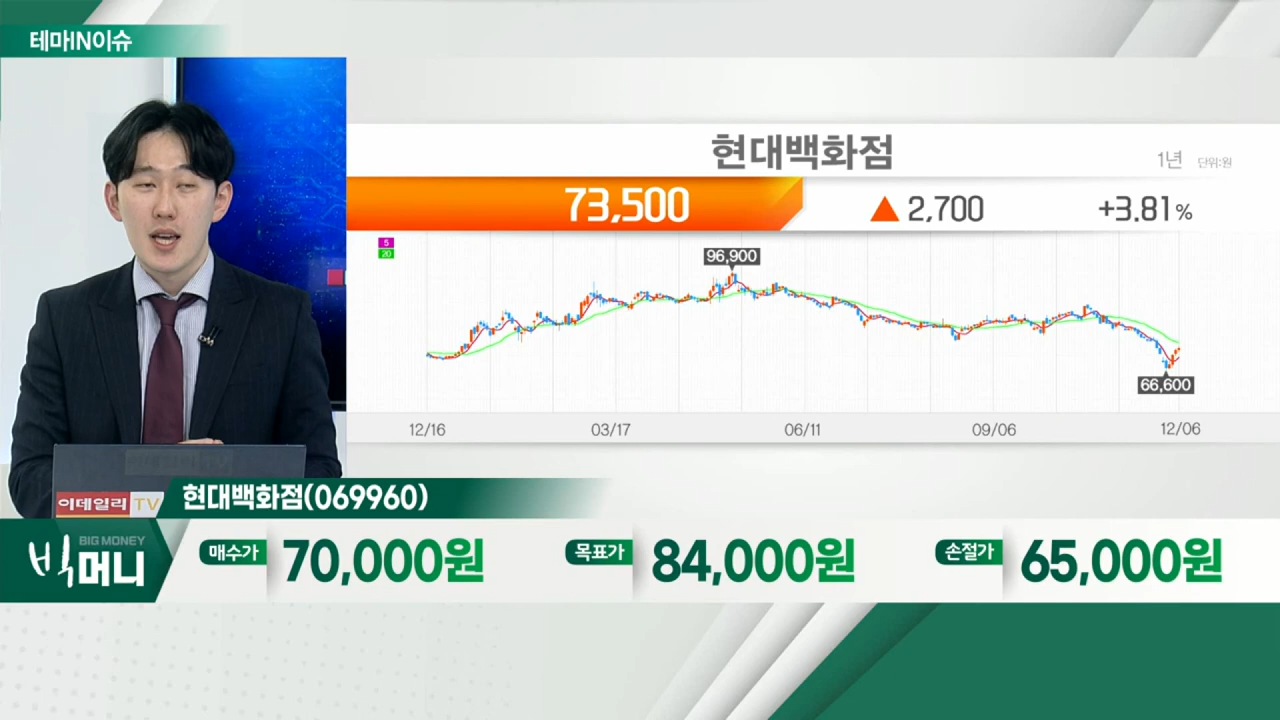 테마IN이슈
현대백화점
1년 단위:원
73,500 ▲ 2,700 +3.81%
5
20
96,900
66,600
12/16 03/17 06/11 09/06 12/06
이데일리 TV
현대백화점(069960)
BIG MONEY
빅머니
매수가 70,000원 목표가 84,000원 손절가 65,000원